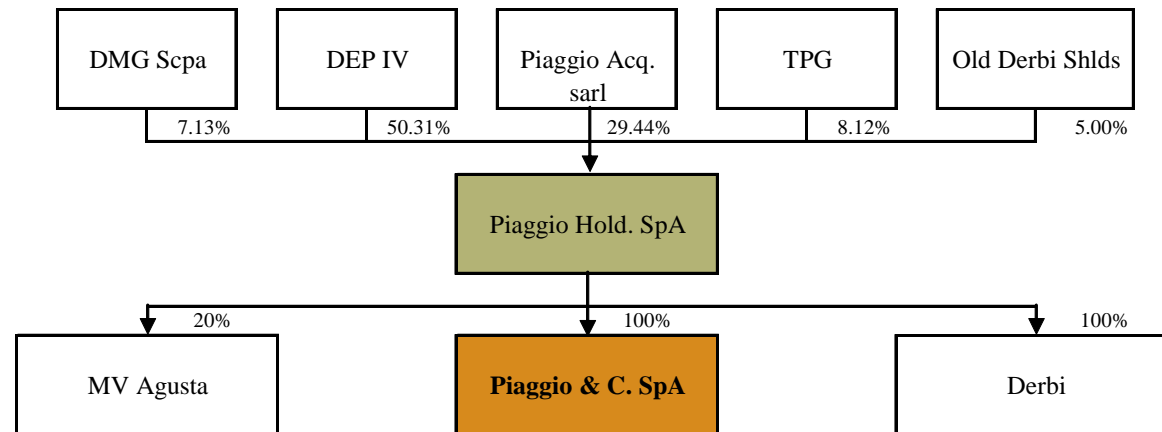 DMG Scpa
DEP IV
Piaggio Acq.
sarl
TPG
Old Derbi Shlds
7.13%
50.31%
29.44%
8.12%
5.00%
Piaggio Hold. SpA
20%
100%
100%
MV Agusta
Piaggio & C. SpA
Derbi